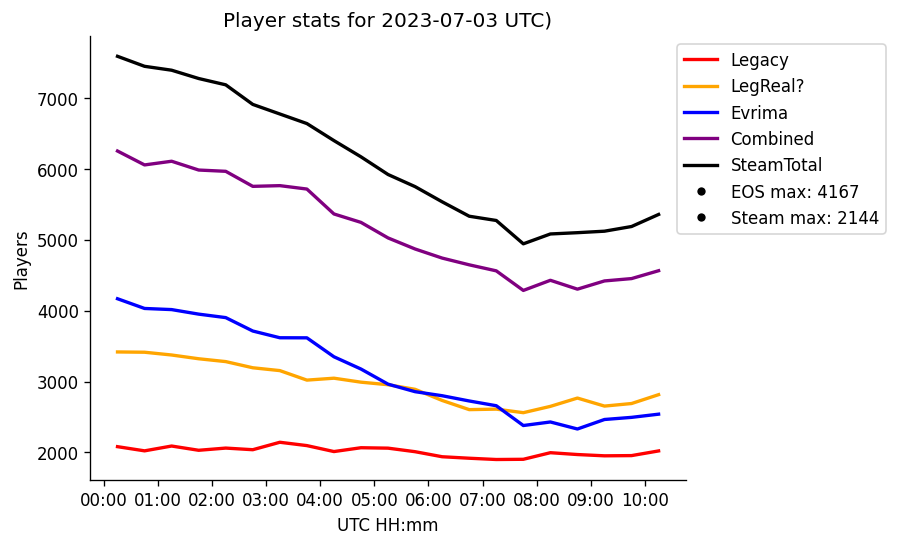 Player stats for 2023-07-03 UTC)
Legacy
LegReal?
Evrima
Combined
SteamTotal
EOS max: 4167
Steam max: 2144
Players
7000
6000
5000
4000
3000
2000
00:00 01:00 02:00 03:00 04:00 05:00 06:00 07:00 08:00 09:00 10:00
UTC HH:mm